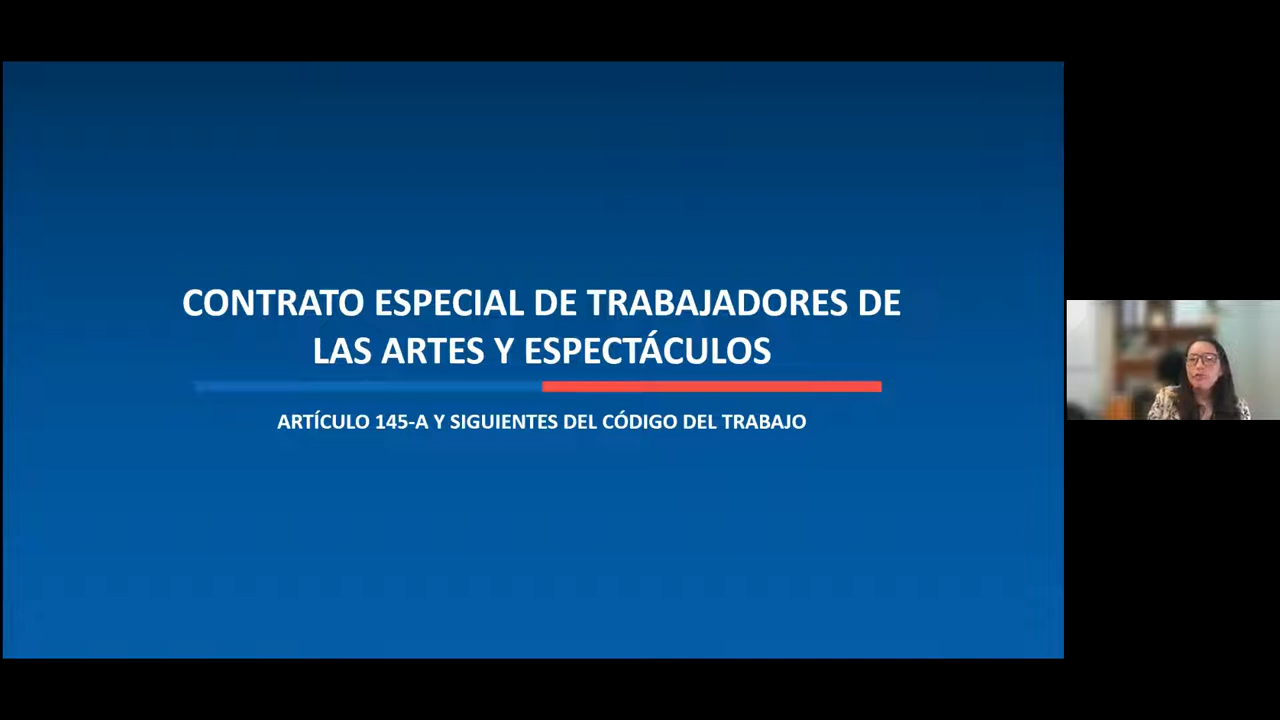 CONTRATO ESPECIAL DE TRABAJADORES DE
LAS ARTES Y ESPECTÁCULOS
ARTÍCULO 145-A Y SIGUIENTES DEL CÓDIGO DEL TRABAJO